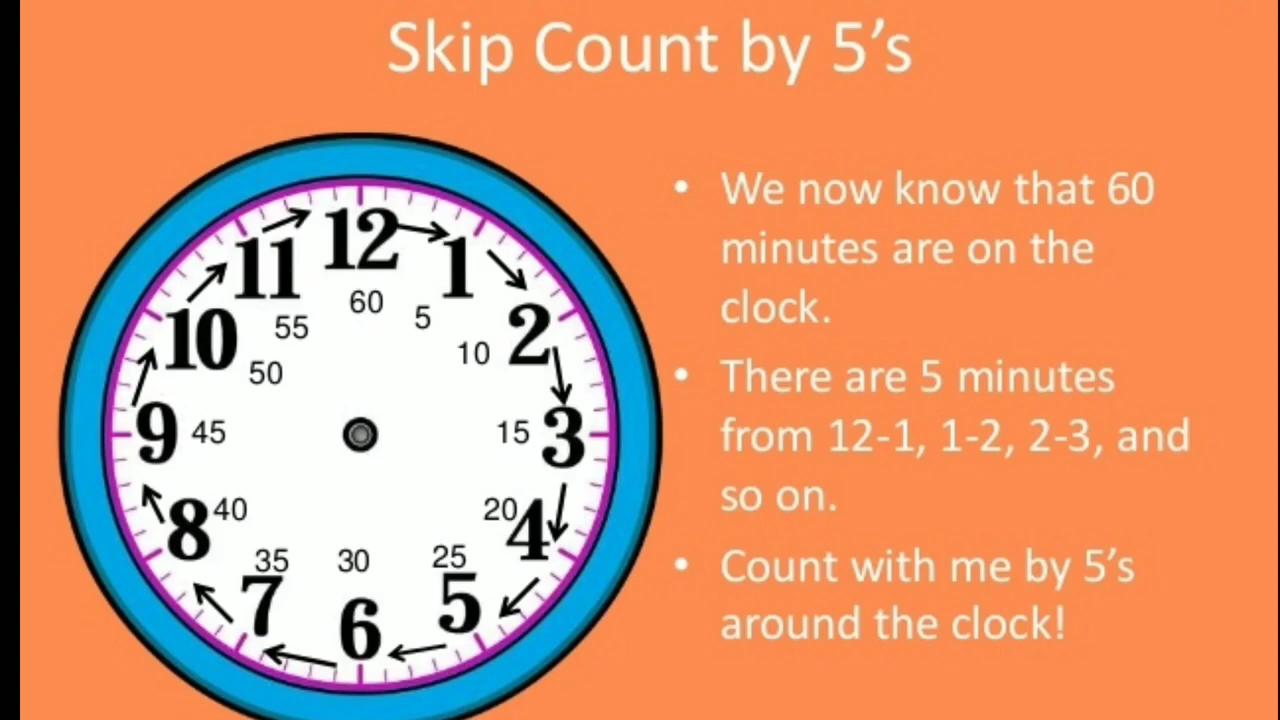 Skip Count by 5’s
12
1
2
3
4
5
6
7
8
9
10
11
60
5
10
15
20
25
30
35
40
45
50
55
• We now know that 60
minutes are on the
clock.
• There are 5 minutes
from 12-1, 1-2, 2-3, and
so on.
• Count with me by 5’s
around the clock!